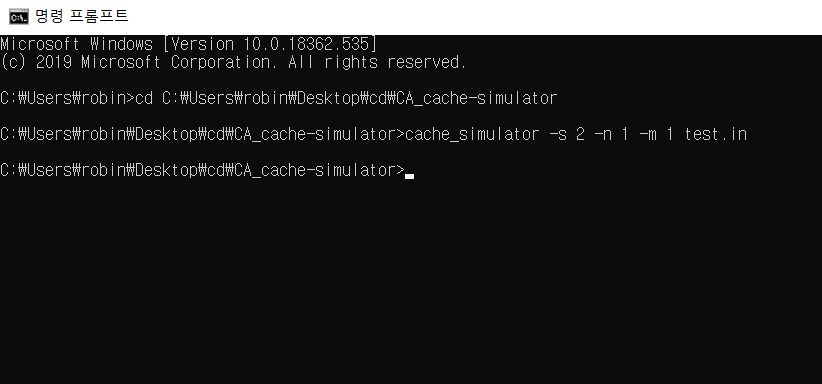 명령 프롬프트
Microsoft Windows [Version 10.0.18362.535]
(c) 2019 Microsoft Corporation. All rights reserved.
C:₩Users₩robin>cd C:₩Users₩robin₩Desktop₩cd₩CA_cache-simulator
C:₩Users₩robin₩Desktop₩cd₩CA_cache-simulator>cache_simulator -s 2 -n 1 -m 1 test.in
C:₩Users₩robin₩Desktop₩cd₩CA_cache-simulator>